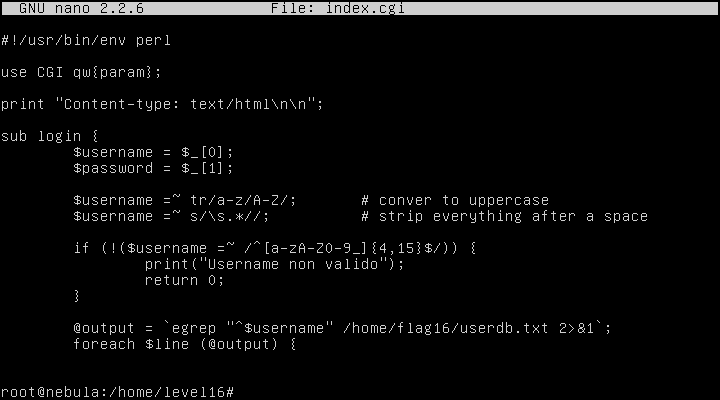 GNU nano 2.2.6 File: index.cgi
#!/usr/bin/env perl
use CGI qw{param};
print "Content-type: text/html\n\n";
sub login {
$username = $_[0];
$password = $_[1];
$username =~ tr/a-z/A-Z/; # conver to uppercase
$username =~ s/\s.*//; # strip everything after a space
if (!($username =~ /^[a-zA-Z0-9_]{4,15}$/)) {
print("Username non valido");
return 0;
}
@output = `egrep "^$username" /home/flag16/userdb.txt 2>&1`;
foreach $line (@output) {
root@nebula:/home/level16#